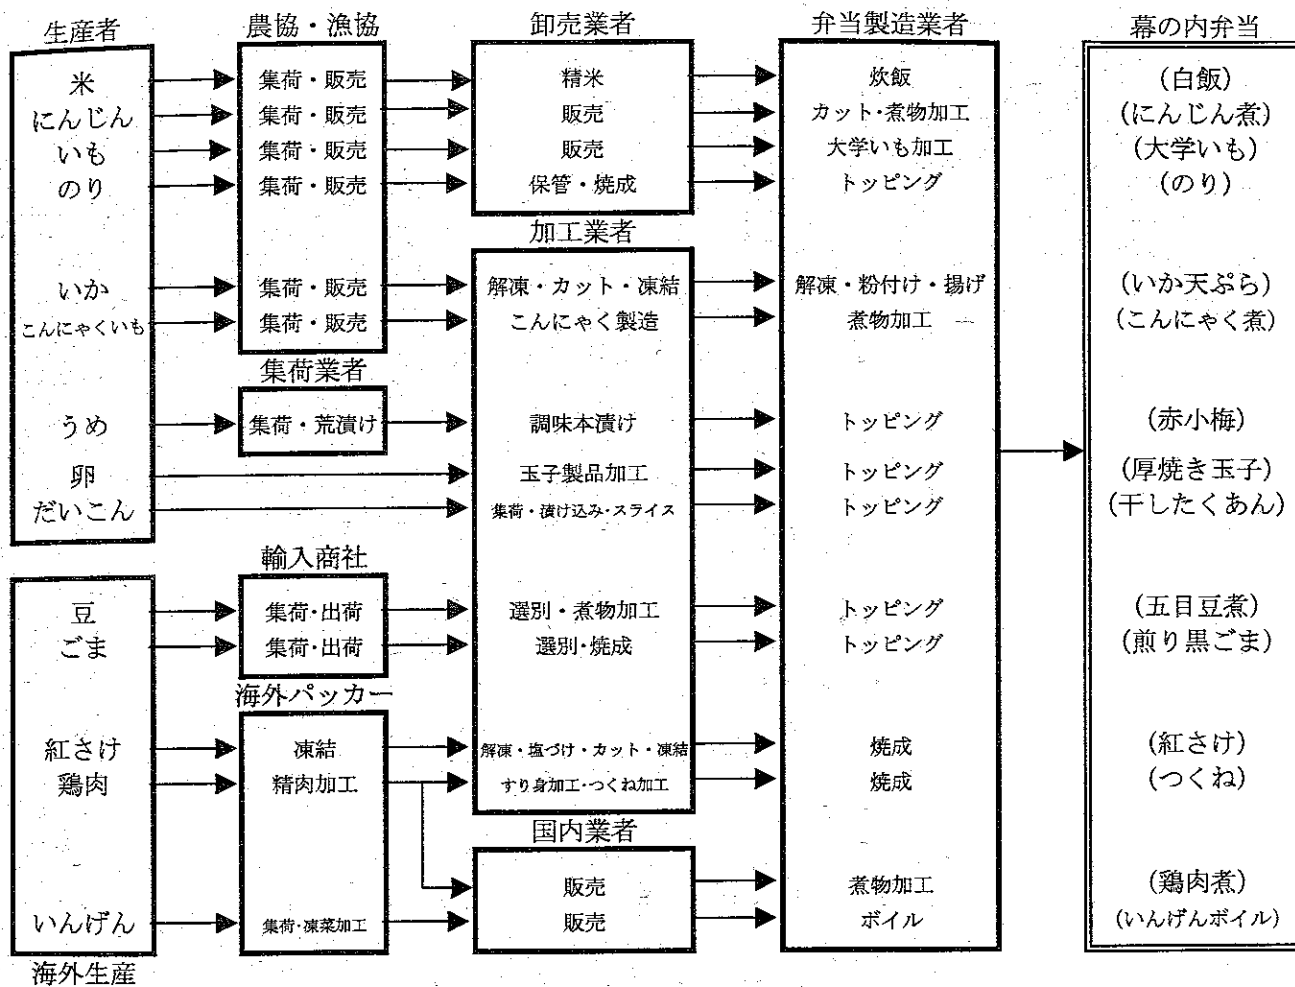 生産者
農協・漁協
卸売業者
弁当製造業者
幕の内弁当
米
集荷・販売
精米
炊飯
(白飯)
にんじん
集荷・販売
販売
カット・煮物加工
(にんじん煮)
いも
集荷・販売
販売
大学いも加工
(大学いも)
のり
集荷・販売
保管・焼成
トッピング
(のり)
加工業者
いか
集荷・販売
解凍・カット・凍結
解凍・粉付け・揚げ
(いか天ぷら)
こんにゃくいも
集荷・販売
こんにゃく製造
煮物加工
(こんにゃく煮)
集荷業者
うめ
集荷・荒漬け
調味本漬け
トッピング
(赤小梅)
卵
玉子製品加工
トッピング
(厚焼き玉子)
だいこん
集荷・漬け込み・スライス
トッピング
(干したくあん)
輸入商社
豆
集荷・出荷
選別・煮物加工
トッピング
(五目豆煮)
ごま
集荷・出荷
選別・焼成
トッピング
(煎り黒ごま)
海外パッカー
紅さけ
凍結
解凍・塩づけ・カット・凍結
焼成
(紅さけ)
鶏肉
精肉加工
すり身加工・つくね加工
焼成
(つくね)
国内業者
販売
煮物加工
(鶏肉煮)
いんげん
集荷・凍菜加工
販売
ボイル
(いんげんボイル)
海外生産